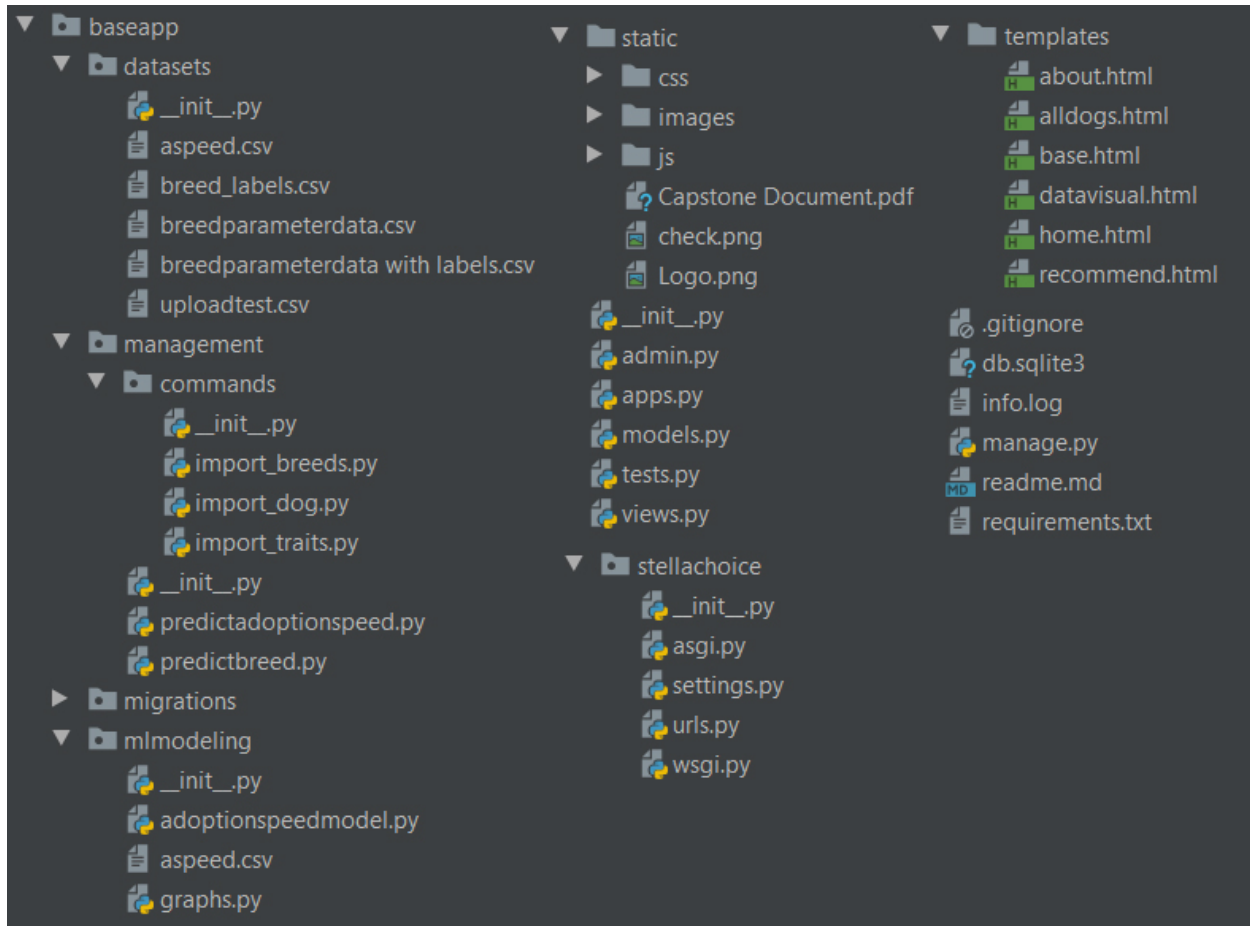 baseapp
datasets
__init__.py
aspeed.csv
breed_labels.csv
breedparameterdata.csv
breedparameterdata with labels.csv
uploadtest.csv
management
commands
__init__.py
import_breeds.py
import_dog.py
import_traits.py
__init__.py
predictadoptionspeed.py
predictbreed.py
migrations
mlmodeling
__init__.py
adoptionspeedmodel.py
aspeed.csv
graphs.py
static
css
images
js
Capstone Document.pdf
check.png
Logo.png
__init__.py
admin.py
apps.py
models.py
tests.py
views.py
stellachoice
__init__.py
asgi.py
settings.py
urls.py
wsgi.py
templates
about.html
alldogs.html
base.html
datavisual.html
home.html
recommend.html
.gitignore
db.sqlite3
info.log
manage.py
readme.md
requirements.txt